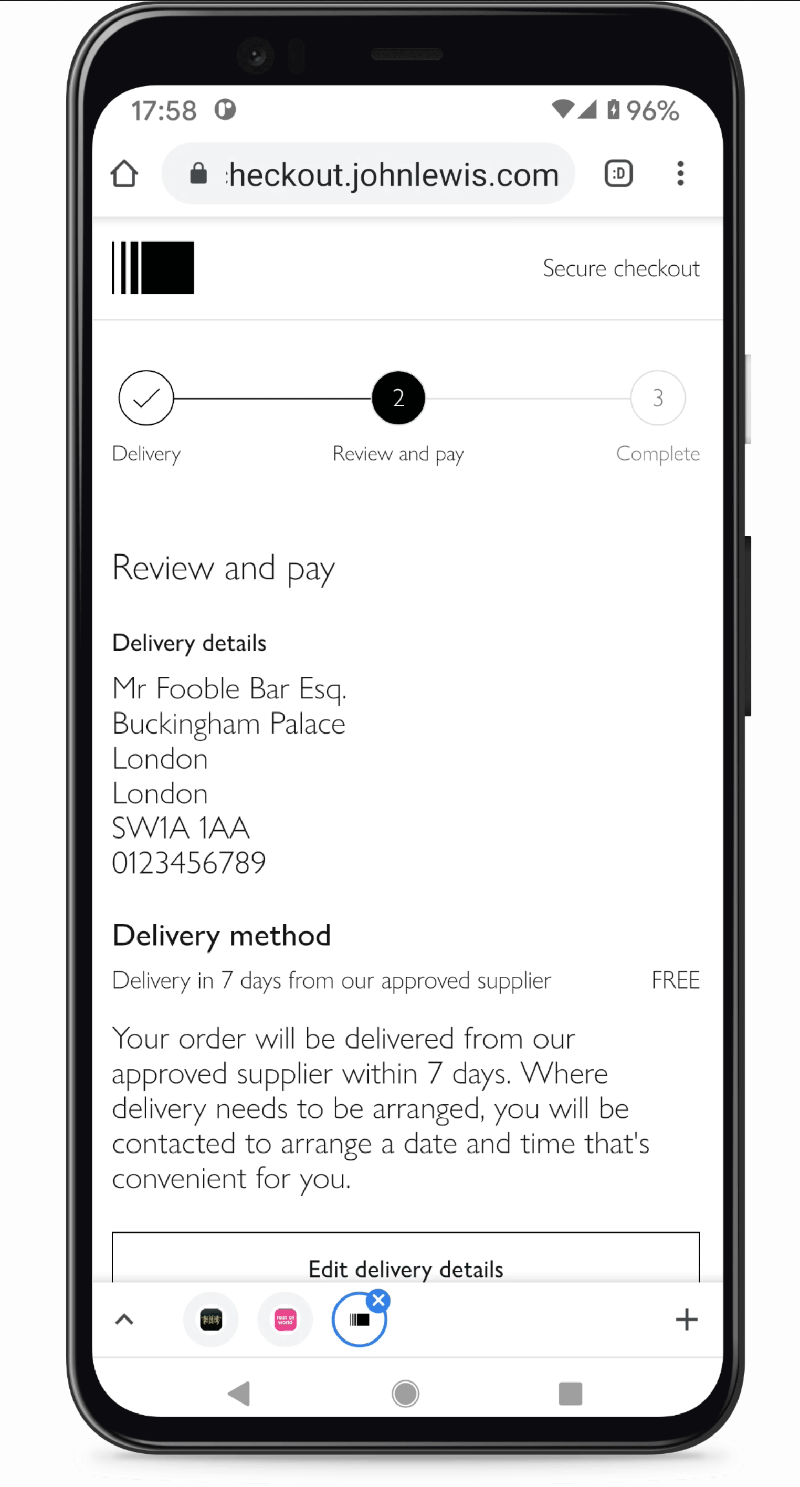 17:58
96%
:heckout.johnlewis.com
:D
Secure checkout
2
3
Delivery
Review and pay
Complete
Review and pay
Delivery details
Mr Fooble Bar Esq.
Buckingham Palace
London
London
SW1A 1AA
0123456789
Delivery method
Delivery in 7 days from our approved supplier FREE
Your order will be delivered from our
approved supplier within 7 days. Where
delivery needs to be arranged, you will be
contacted to arrange a date and time that's
convenient for you.
Edit delivery details
rest of
world